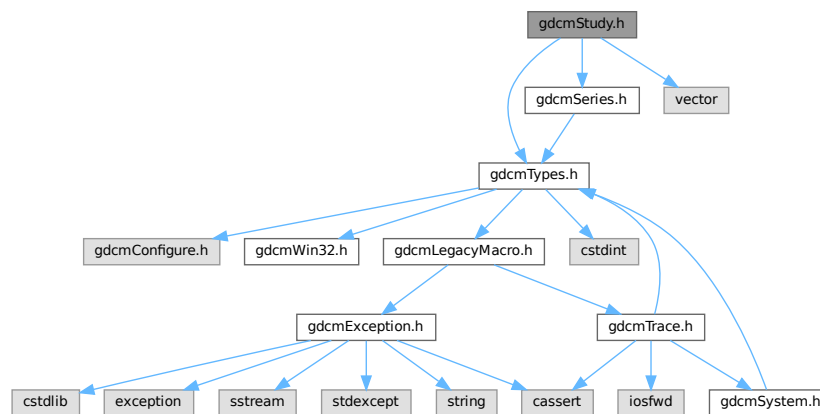 gdcmStudy.h
gdcmSeries.h
vector
gdcmTypes.h
gdcmConfigure.h
gdcmWin32.h
gdcmLegacyMacro.h
cstdint
gdcmException.h
gdcmTrace.h
cstdlib
exception
sstream
stdexcept
string
cassert
iosfwd
gdcmSystem.h